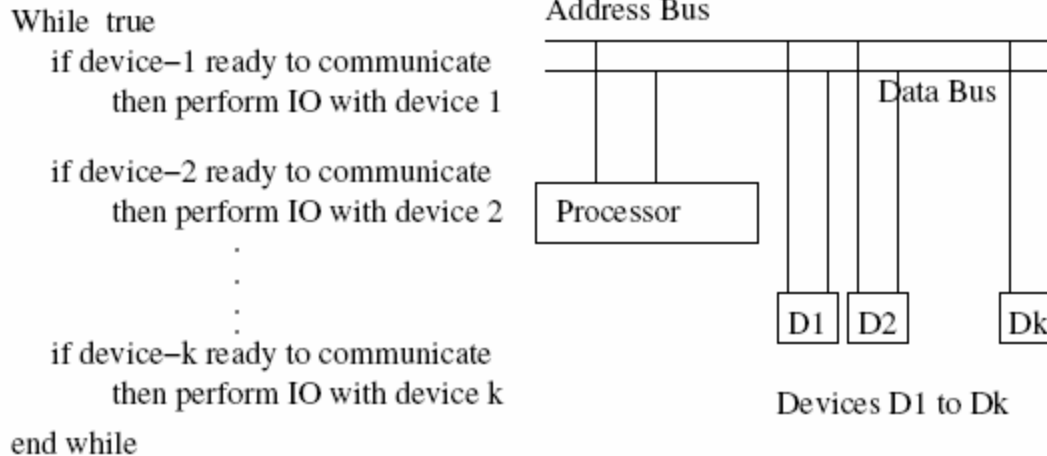 While true
if device−1 ready to communicate
then perform IO with device 1
if device−2 ready to communicate
then perform IO with device 2
.
.
.
.
if device−k ready to communicate
then perform IO with device k
end while
Address Bus
Data Bus
Processor
D1 D2 Dk
Devices D1 to Dk